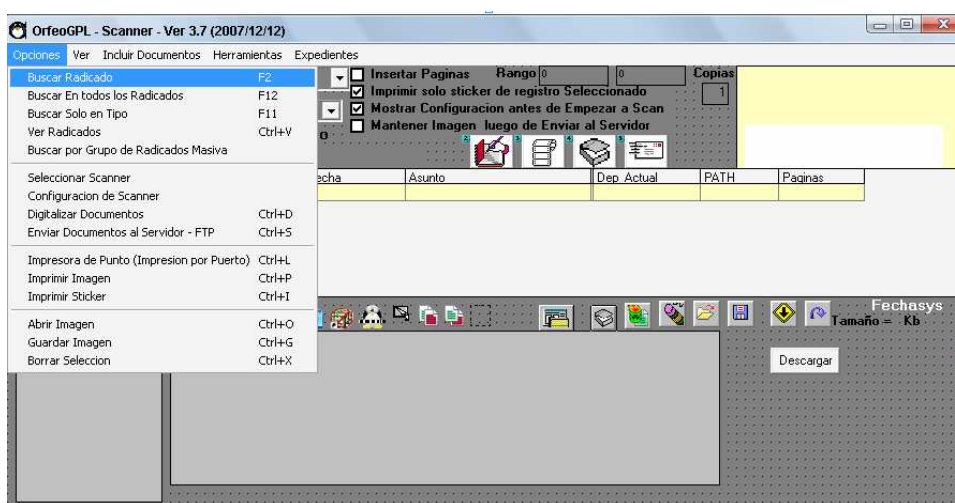 OrfeoGPL - Scanner - Ver 3.7 (2007/12/12)
Opciones Ver Incluir Documentos Herramientas Expedientes
Buscar Radicado F2
Buscar En todos los Radicados F12
Buscar Solo en Tipo F11
Ver Radicados Ctrl+V
Buscar por Grupo de Radicados Masiva
Seleccionar Scanner
Configuracion de Scanner
Digitalizar Documentos Ctrl+D
Enviar Documentos al Servidor - FTP Ctrl+S
Impresora de Punto (Impresion por Puerto) Ctrl+L
Imprimir Imagen Ctrl+P
Imprimir Sticker Ctrl+I
Abrir Imagen Ctrl+O
Guardar Imagen Ctrl+G
Borrar Seleccion Ctrl+X
Insertar Paginas Rango 0 0 Copias
Imprimir solo sticker de registro Seleccionado 1
Mostrar Configuracion antes de Empezar a Scan
Mantener Imagen luego de Enviar al Servidor
echa Asunto Dep Actual PATH Paginas
Fechasys
Tamaño = Kb
Descargar